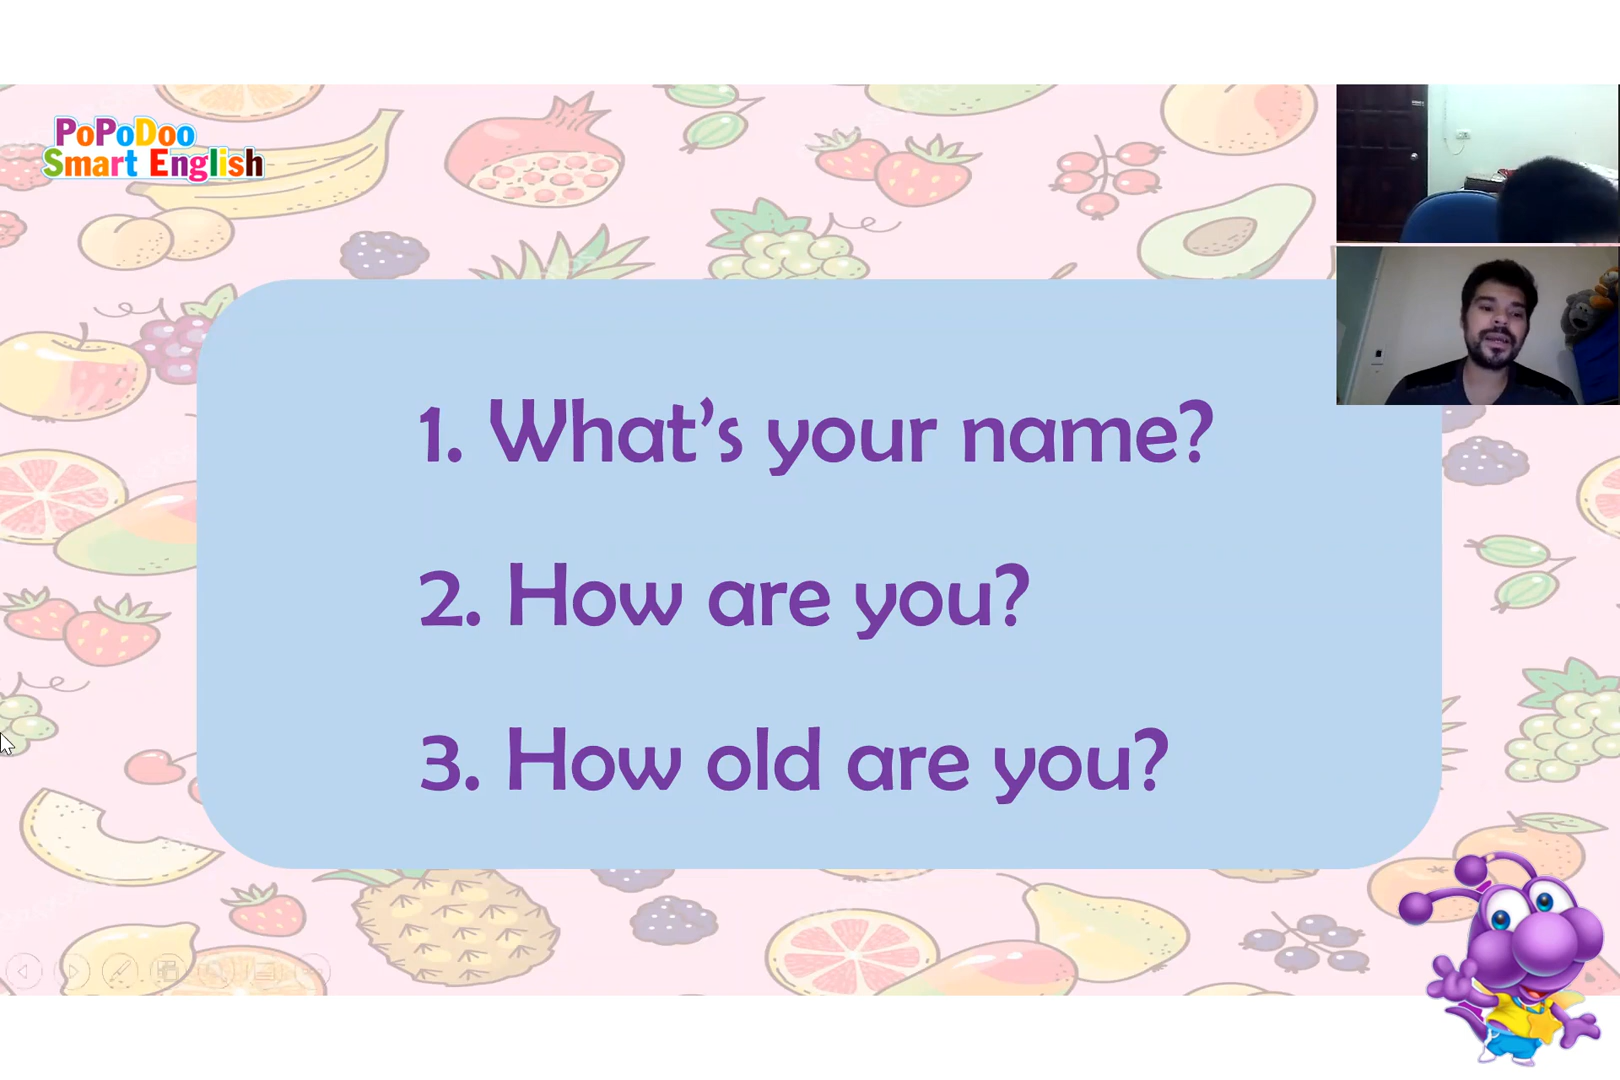 PoPoDoo
Smart English
1. What's your name?
2. How are you?
3. How old are you?